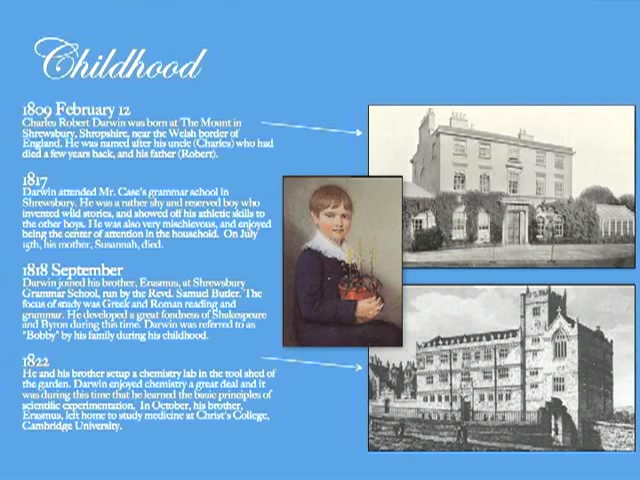 Childhood
1809 February 12
Charles Robert Darwin was born at The Mount in
Shrewsbury, Shropshire, near the Welsh border of
England. He was named after his uncle (Charles) who had
died a few years back, and his father (Robert).
1817
Darwin attended Mr. Case's grammar school in
Shrewsbury. He was a rather shy and reserved boy who
invented wild stories, and showed off his athletic skills to
the other boys. He was also very mischievous, and enjoyed
being the center of attention in the household. On July
15th, his mother, Susannah, died.
1818 September
Darwin joined his brother, Erasmus, at Shrewsbury
Grammar School, run by the Revd. Samuel Butler. The
focus of study was Greek and Roman reading and
grammar. He developed a great fondness of Shakespeare
and Byron during this time. Darwin was referred to as
"Bobby" by his family during his childhood.
1822
He and his brother setup a chemistry lab in the tool shed of
the garden. Darwin enjoyed chemistry a great deal and it
was during this time that he learned the basic principles of
scientific experimentation. In October, his brother,
Erasmus, left home to study medicine at Christ's College,
Cambridge University.